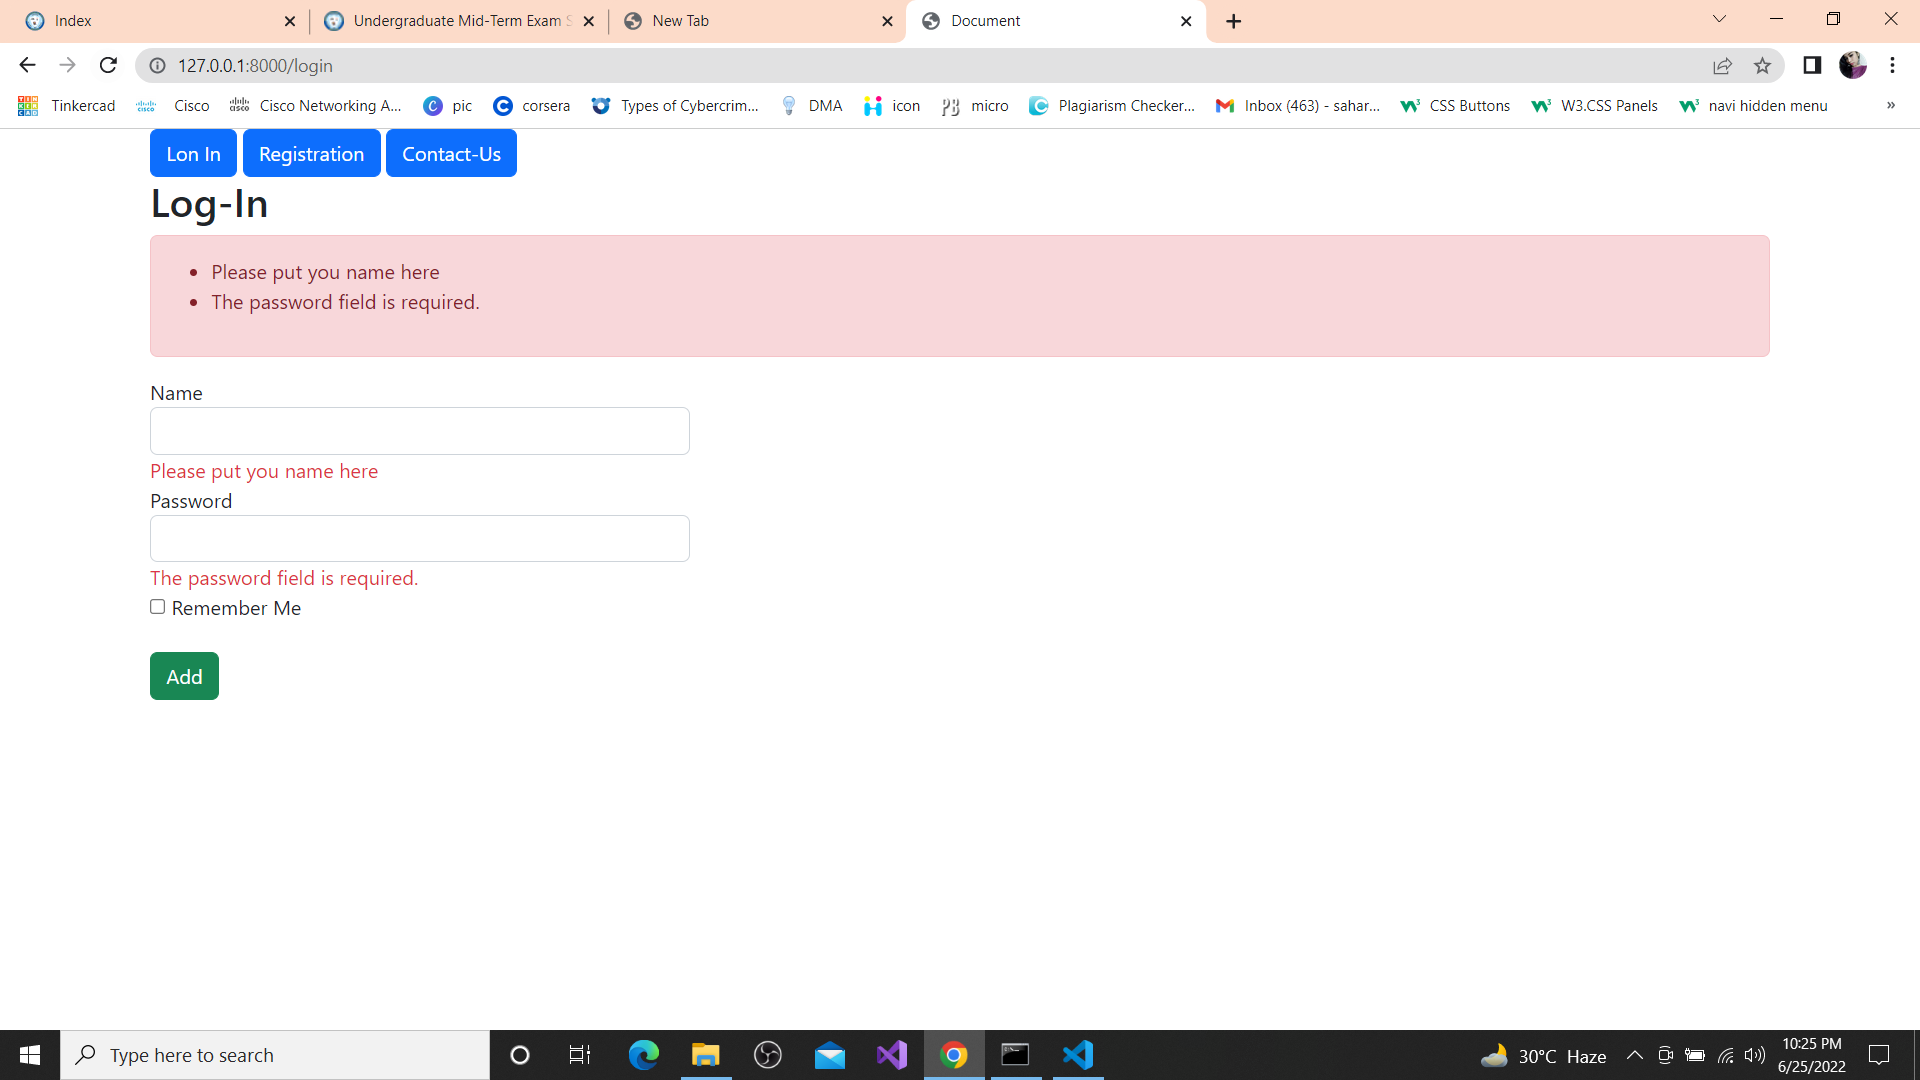 Index
Undergraduate Mid-Term Exam S
New Tab
Document
127.0.0.1:8000/login
Tinkercad
Cisco
Cisco Networking A...
pic
corsera
Types of Cybercrim...
DMA
icon
micro
Plagiarism Checker...
Inbox (463) - sahar...
CSS Buttons
W3.CSS Panels
navi hidden menu
»
Lon In
Registration
Contact-Us
Log-In
Please put you name here
The password field is required.
Name
Please put you name here
Password
The password field is required.
Remember Me
Add
Type here to search
30°C Haze
10:25 PM
6/25/2022